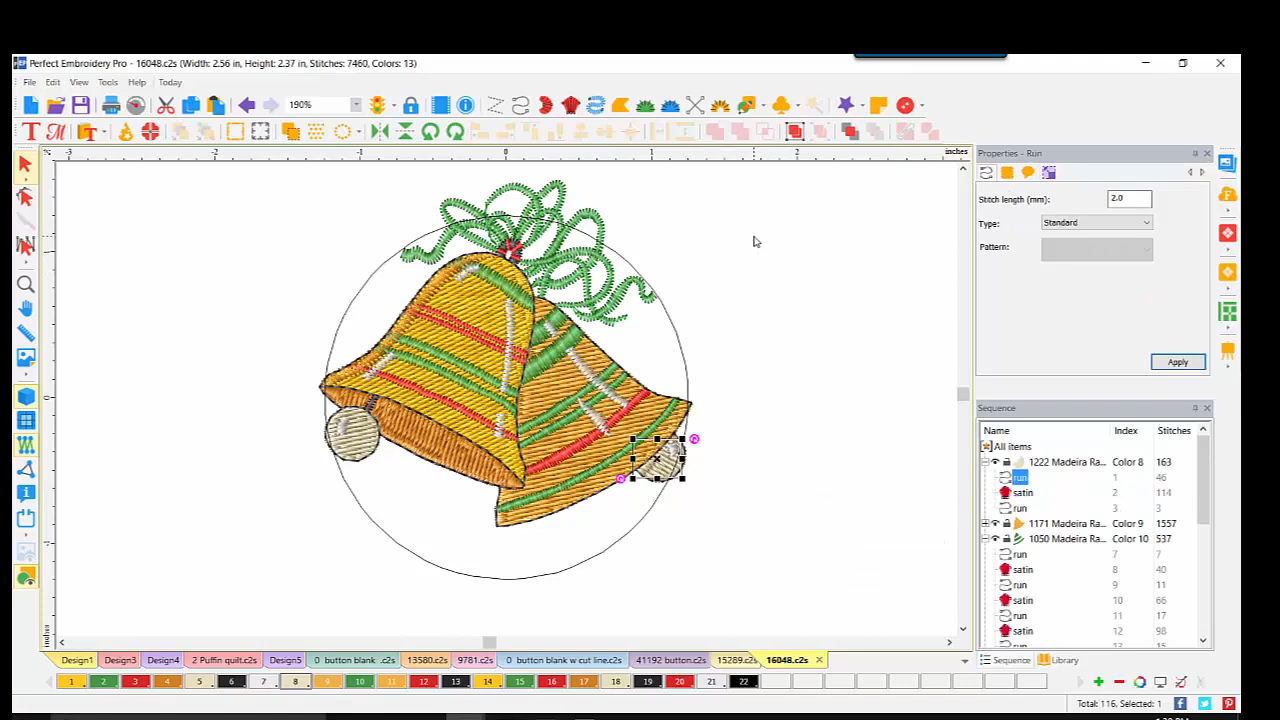 Perfect Embroidery Pro - 16048.c2s (Width: 2.56 in, Height: 2.37 in, Stitches: 7460, Colors: 13)
File Edit View Tools Help Today
190%
-3 -2 -1 0 1 2 inches
Properties - Run
Stitch length (mm): 2.0
Type: Standard
Pattern:
Apply
Sequence
Name Index Stitches
All items
1222 Madeira Ra... Color 8 163
run 1 46
satin 2 114
run 3 3
1171 Madeira Ra... Color 9 1557
1050 Madeira Ra... Color 10 537
run 7 7
satin 8 40
run 9 11
satin 10 66
run 11 17
satin 12 98
run
Sequence Library
inches
Design1 Design3 Design4 2 Puffin quilt.c2s Design5 0 button blank .c2s 13580.c2s 9781.c2s 0 button blank w cut line.c2s 41192 button.c2s 15289.c2s 16048.c2s
1 2 3 4 5 6 7 8 9 10 11 12 13 14 15 16 17 18 19 20 21 22
Total: 116, Selected: 1